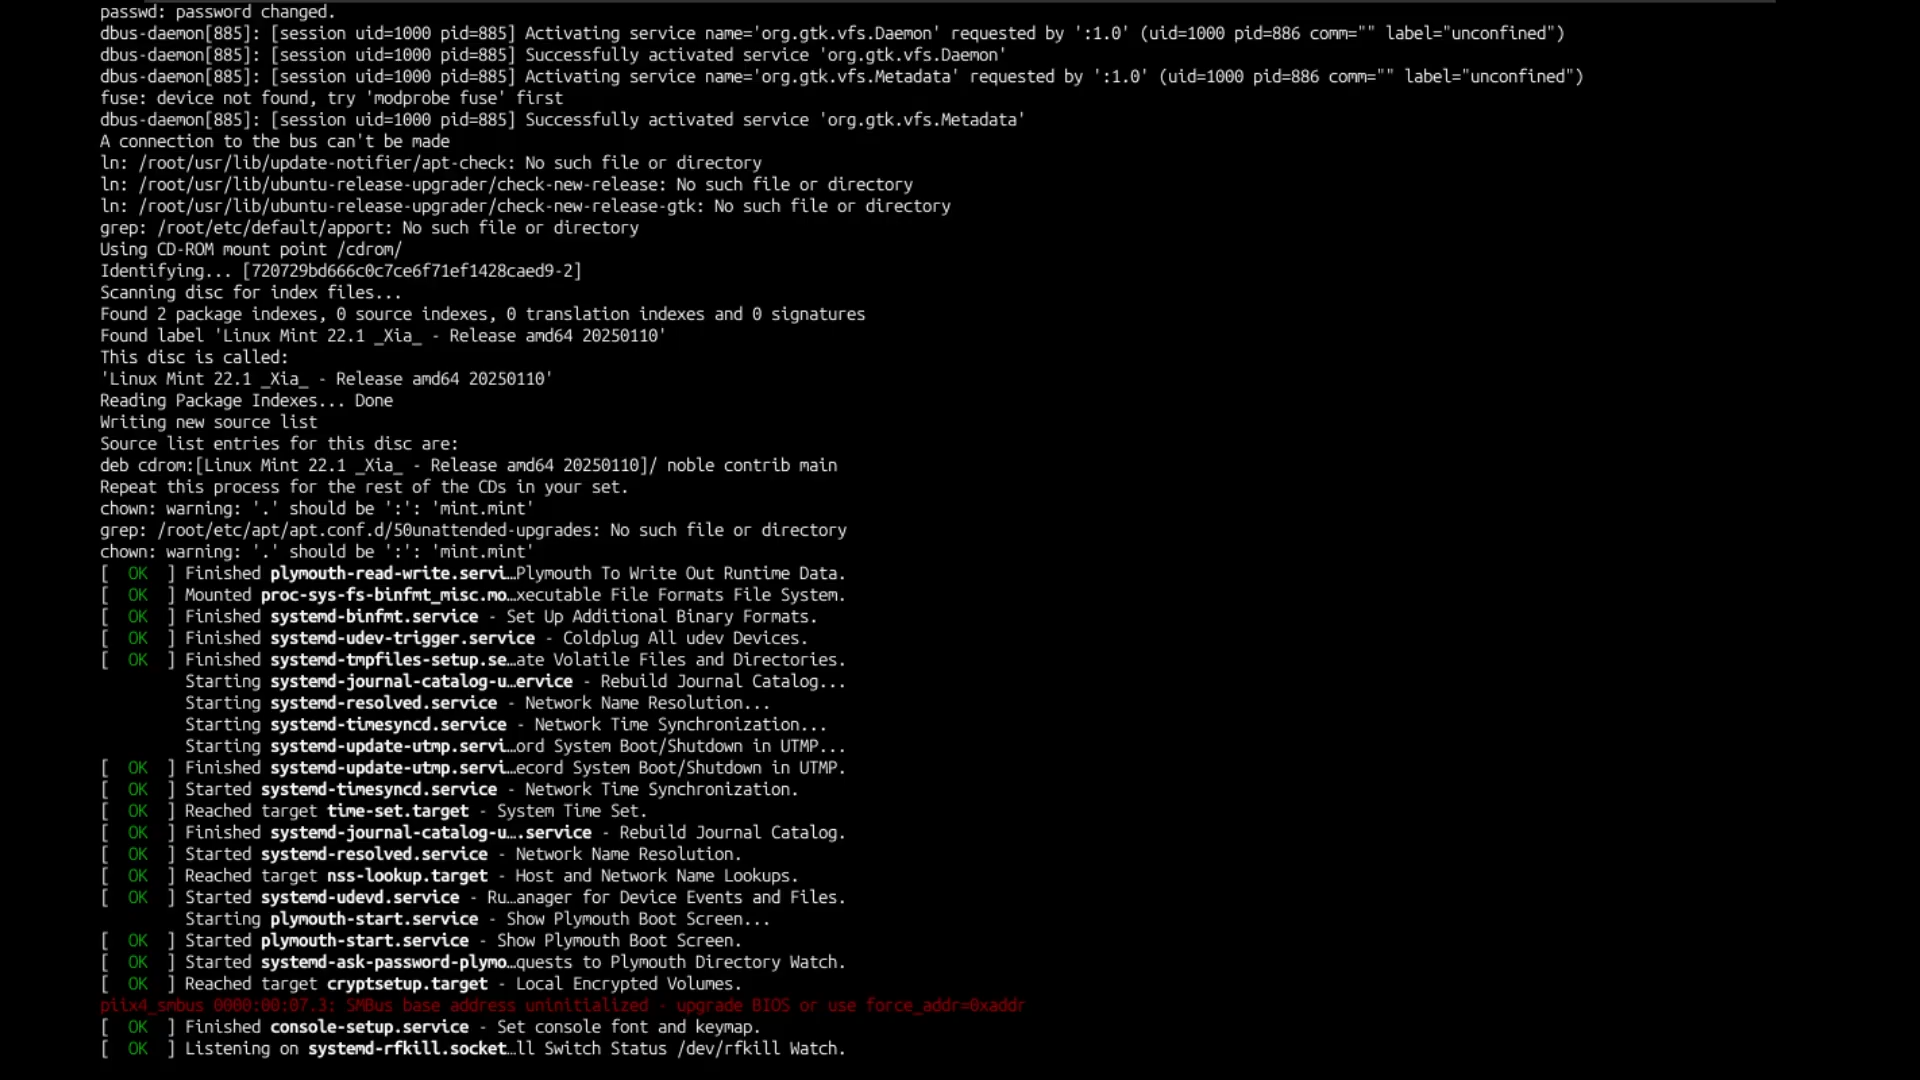 passwd: password changed.
dbus-daemon[885]: [session uid=1000 pid=885] Activating service name='org.gtk.vfs.Daemon' requested by ':1.0' (uid=1000 pid=886 comm="" label="unconfined")
dbus-daemon[885]: [session uid=1000 pid=885] Successfully activated service 'org.gtk.vfs.Daemon'
dbus-daemon[885]: [session uid=1000 pid=885] Activating service name='org.gtk.vfs.Metadata' requested by ':1.0' (uid=1000 pid=886 comm="" label="unconfined")
fuse: device not found, try 'modprobe fuse' first
dbus-daemon[885]: [session uid=1000 pid=885] Successfully activated service 'org.gtk.vfs.Metadata'
A connection to the bus can't be made
ln: /root/usr/lib/update-notifier/apt-check: No such file or directory
ln: /root/usr/lib/ubuntu-release-upgrader/check-new-release: No such file or directory
ln: /root/usr/lib/ubuntu-release-upgrader/check-new-release-gtk: No such file or directory
grep: /root/etc/default/apport: No such file or directory
Using CD-ROM mount point /cdrom/
Identifying... [720729bd666c0c7ce6f71ef1428caed9-2]
Scanning disc for index files...
Found 2 package indexes, 0 source indexes, 0 translation indexes and 0 signatures
Found label 'Linux Mint 22.1 _Xia_ - Release amd64 20250110'
This disc is called:
'Linux Mint 22.1 _Xia_ - Release amd64 20250110'
Reading Package Indexes... Done
Writing new source list
Source list entries for this disc are:
deb cdrom:[Linux Mint 22.1 _Xia_ - Release amd64 20250110]/ noble contrib main
Repeat this process for the rest of the CDs in your set.
chown: warning: '.' should be ':': 'mint.mint'
grep: /root/etc/apt/apt.conf.d/50unattended-upgrades: No such file or directory
chown: warning: '.' should be ':': 'mint.mint'
[  OK  ] Finished plymouth-read-write.servi…Plymouth To Write Out Runtime Data.
[  OK  ] Mounted proc-sys-fs-binfmt_misc.mo…xecutable File Formats File System.
[  OK  ] Finished systemd-binfmt.service - Set Up Additional Binary Formats.
[  OK  ] Finished systemd-udev-trigger.service - Coldplug All udev Devices.
[  OK  ] Finished systemd-tmpfiles-setup.se…ate Volatile Files and Directories.
Starting systemd-journal-catalog-u…ervice - Rebuild Journal Catalog...
Starting systemd-resolved.service - Network Name Resolution...
Starting systemd-timesyncd.service - Network Time Synchronization...
Starting systemd-update-utmp.servi…ord System Boot/Shutdown in UTMP...
[  OK  ] Finished systemd-update-utmp.servi…ecord System Boot/Shutdown in UTMP.
[  OK  ] Started systemd-timesyncd.service - Network Time Synchronization.
[  OK  ] Reached target time-set.target - System Time Set.
[  OK  ] Finished systemd-journal-catalog-u….service - Rebuild Journal Catalog.
[  OK  ] Started systemd-resolved.service - Network Name Resolution.
[  OK  ] Reached target nss-lookup.target - Host and Network Name Lookups.
[  OK  ] Started systemd-udevd.service - Ru…anager for Device Events and Files.
Starting plymouth-start.service - Show Plymouth Boot Screen...
[  OK  ] Started plymouth-start.service - Show Plymouth Boot Screen.
[  OK  ] Started systemd-ask-password-plymo…quests to Plymouth Directory Watch.
[  OK  ] Reached target cryptsetup.target - Local Encrypted Volumes.
piix4_smbus 0000:00:07.3: SMBus base address uninitialized - upgrade BIOS or use force_addr=0xaddr
[  OK  ] Finished console-setup.service - Set console font and keymap.
[  OK  ] Listening on systemd-rfkill.socket…ll Switch Status /dev/rfkill Watch.